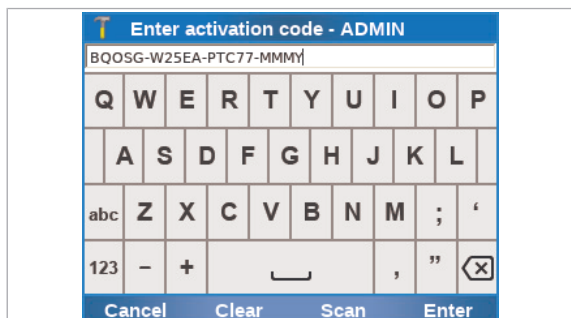 Enter activation code - ADMIN
BQOSG-W25EA-PTC77-MMMY
Q W E R T Y U I O P
A S D F G H J K L
abc Z X C V B N M ; ‘
123 - + , ”
Cancel Clear Scan Enter